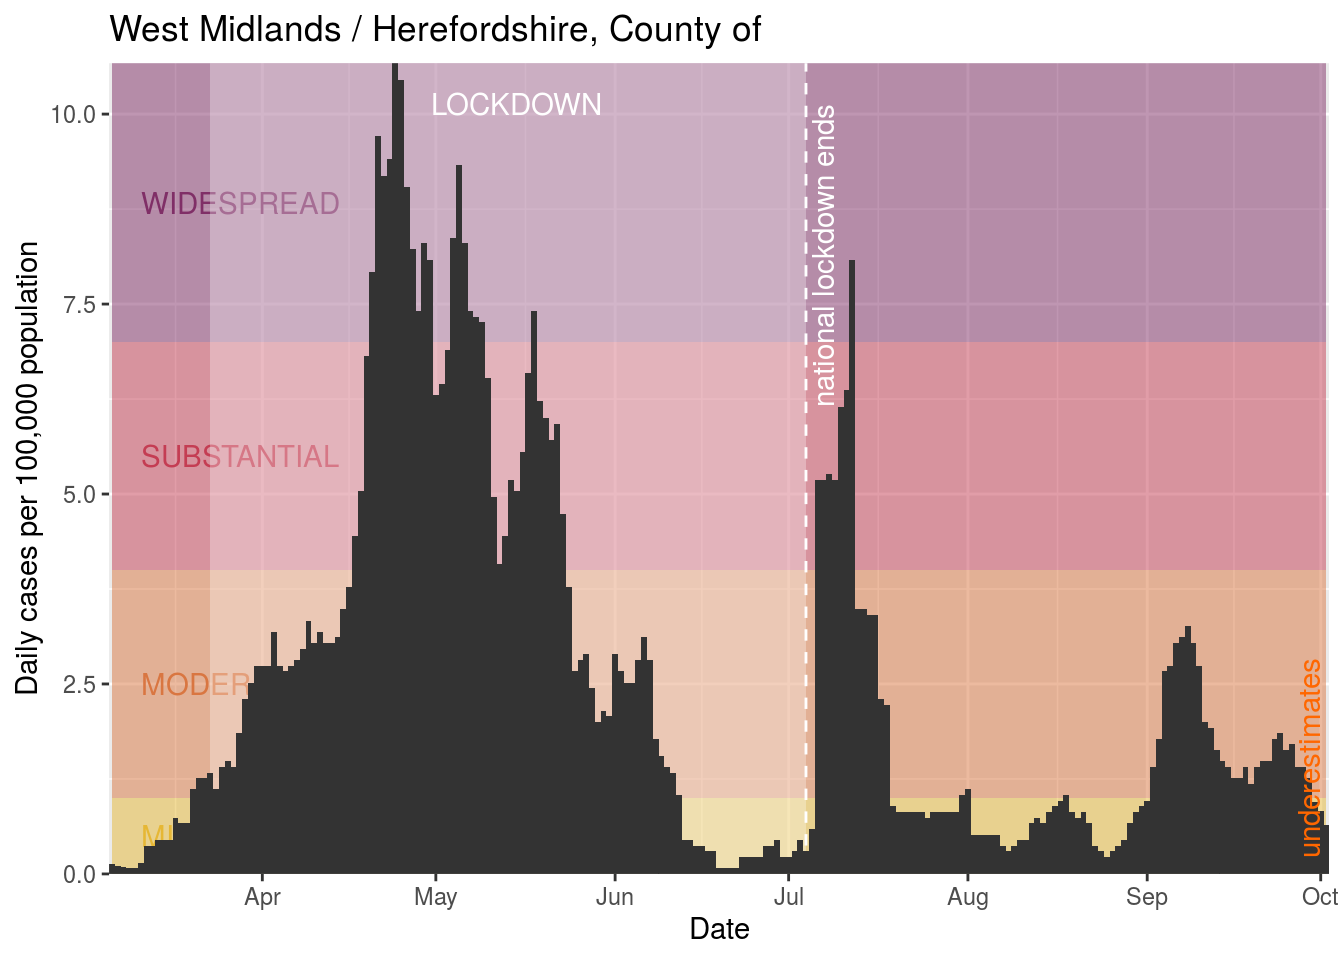 West Midlands / Herefordshire, County of
LOCKDOWN
WIDESPREAD
SUBSTANTIAL
MODER
MI
national lockdown ends
underestimates
Daily cases per 100,000 population
10.0
7.5
5.0
2.5
0.0
Apr
May
Jun
Jul
Aug
Sep
Oct
Date